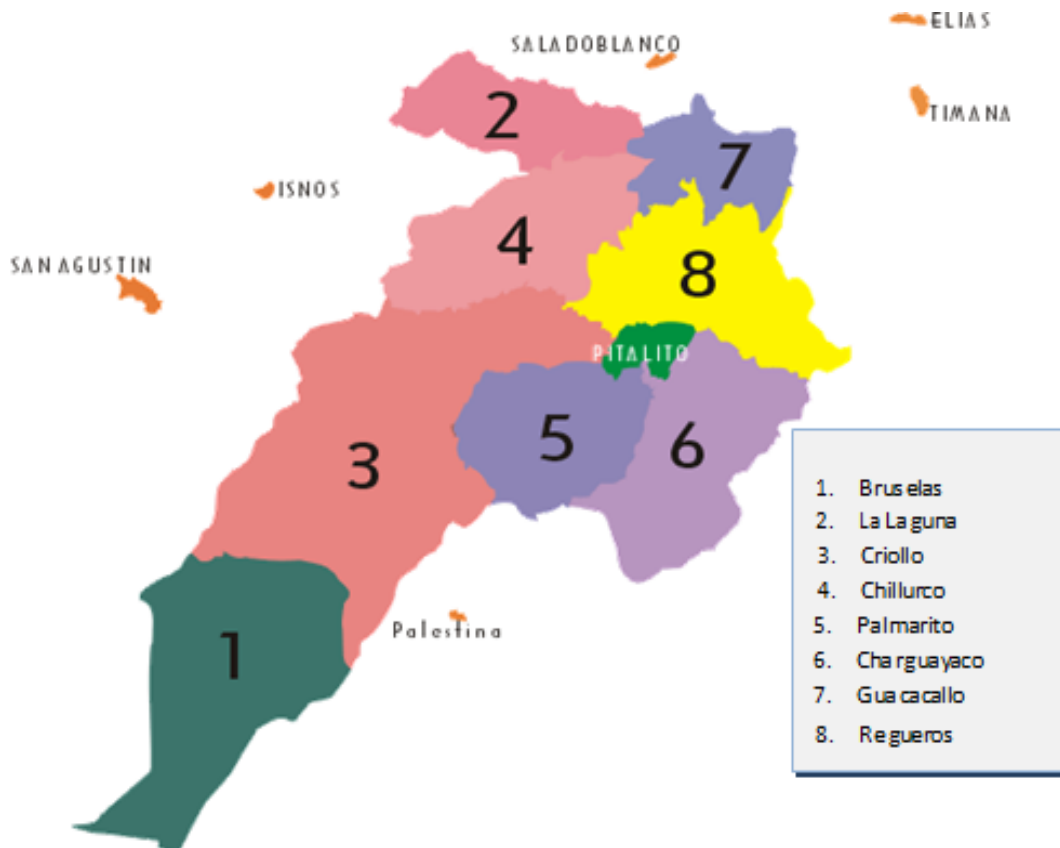 ELIAS
SALADOBLANCO
TIMANA
2
7
ISNOS
4
SAN AGUSTIN
8
PITALITO
5
6
3
1. Bruselas
2. La Laguna
3. Criollo
4. Chillurco
5. Palmarito
6. Charguayaco
7. Guacacallo
8. Regueros
Palestina
1